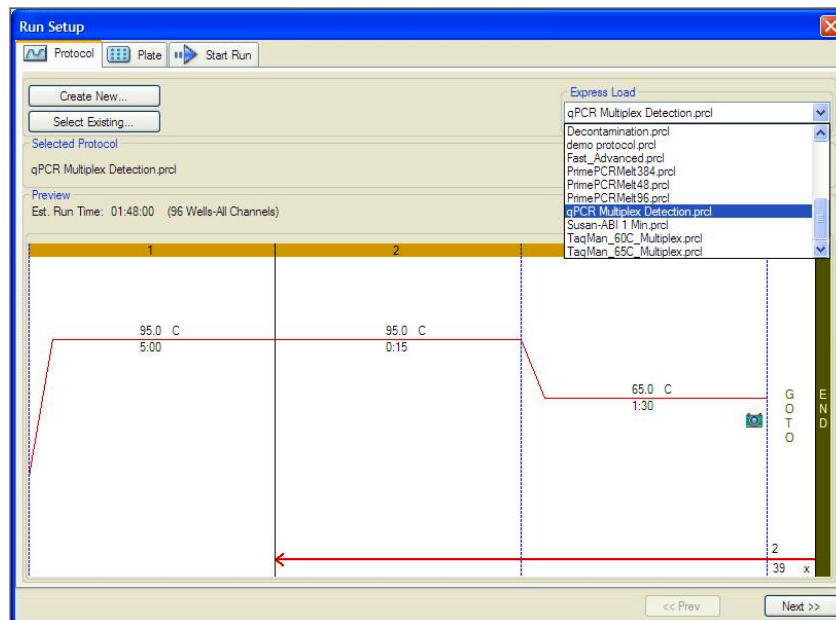 Run Setup
Protocol Plate Start Run
Create New...
Select Existing...
Express Load
qPCR Multiplex Detection.prcl
Decontamination.prcl
demo protocol.prcl
Fast_Advanced.prcl
PrimePCRMelt384.prcl
PrimePCRMelt48.prcl
PrimePCRMelt96.prcl
qPCR Multiplex Detection.prcl
Susan-ABI 1 Min.prcl
TaqMan_60C_Multiplex.prcl
TaqMan_65C_Multiplex.prcl
Selected Protocol
qPCR Multiplex Detection.prcl
Preview
Est. Run Time: 01:48:00 (96 Wells-All Channels)
1 2
95.0 C
5:00
95.0 C
0:15
65.0 C
1:30
GOTO
END
2
39 x
<< Prev Next >>